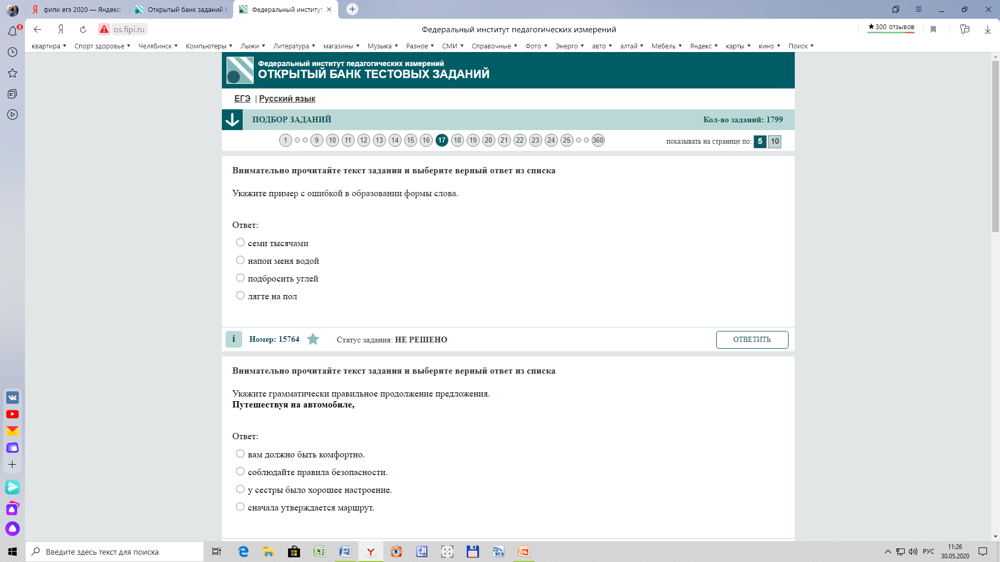 фипи егэ 2020 — Яндекс:
Открытый банк заданий Е
Федеральный институт
2
os.fipi.ru
Федеральный институт педагогических измерений
★300 отзывов
квартира ▼ Спорт здоровье ▼ Челябинск ▼ Компьютеры ▼ Лыжи ▼ Литература ▼ магазины ▼ Музыка ▼ Разное ▼ СМИ ▼ Справочные ▼ Фото ▼ Энерго ▼ авто ▼ алтай ▼ Мебель ▼ Яндекс ▼ карты ▼ кино ▼ Поиск ▼
Федеральный институт педагогических измерений
ОТКРЫТЫЙ БАНК ТЕСТОВЫХ ЗАДАНИЙ
ЕГЭ | Русский язык
ПОДБОР ЗАДАНИЙ
Кол-во заданий: 1799
1 9 10 11 12 13 14 15 16 17 18 19 20 21 22 23 24 25 360
показывать на странице по: 5 10
Внимательно прочитайте текст задания и выберите верный ответ из списка
Укажите пример с ошибкой в образовании формы слова.
Ответ:
семи тысячами
напои меня водой
подбросить углей
лягте на пол
i Номер: 15764 Статус задания: НЕ РЕШЕНО
ОТВЕТИТЬ
Внимательно прочитайте текст задания и выберите верный ответ из списка
Укажите грамматически правильное продолжение предложения.
Путешествуя на автомобиле,
Ответ:
вам должно быть комфортно.
соблюдайте правила безопасности.
у сестры было хорошее настроение.
сначала утверждается маршрут.
Введите здесь текст для поиска
РУС
11:26
30.05.2020